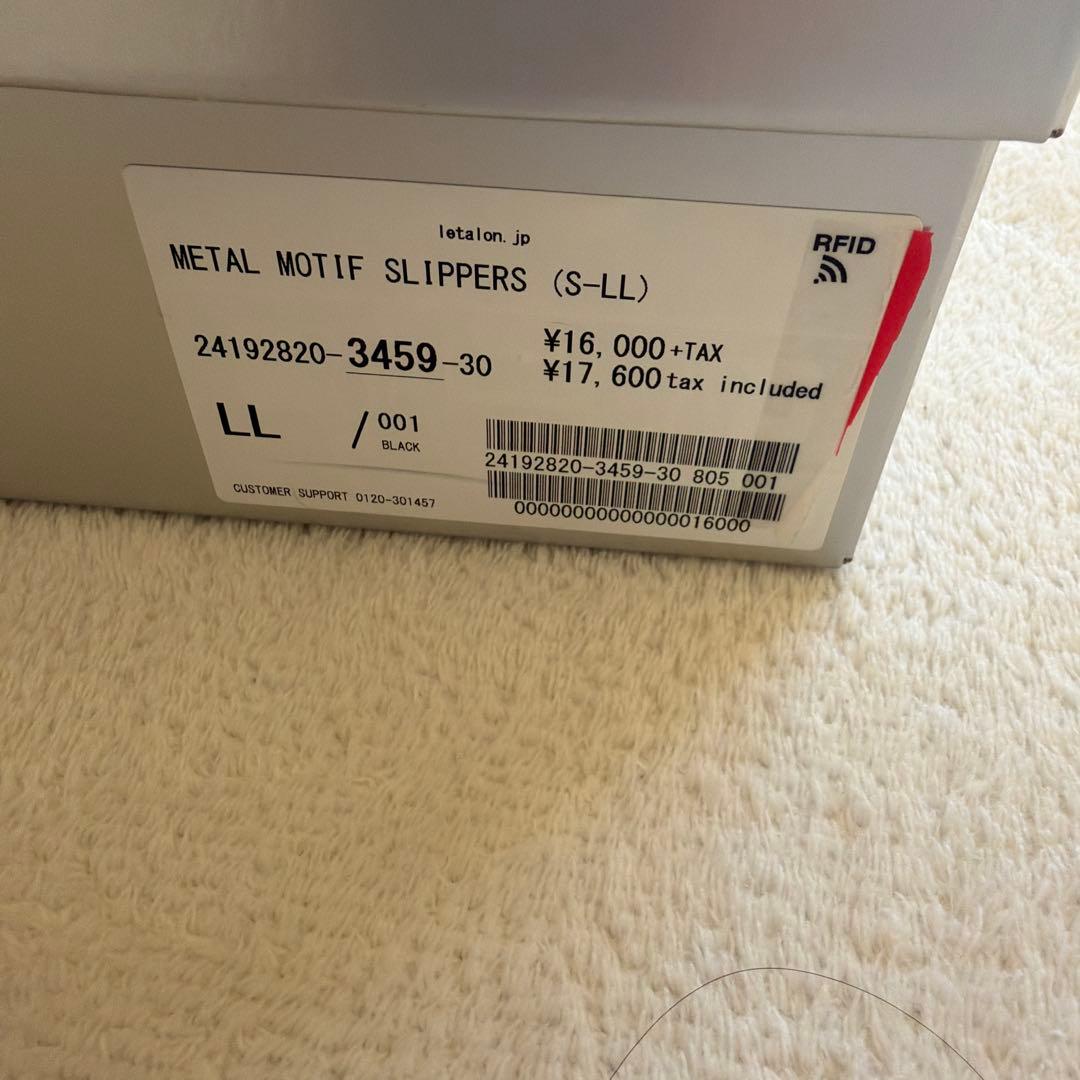 letalon.jp
RFID
METAL MOTIF SLIPPERS (S-LL)
24192820-3459-30
¥16,000+TAX
¥17,600 tax included
LL / 001
BLACK
24192820-3459-30 805 001
CUSTOMER SUPPORT 0120-301457
00000000000000016000